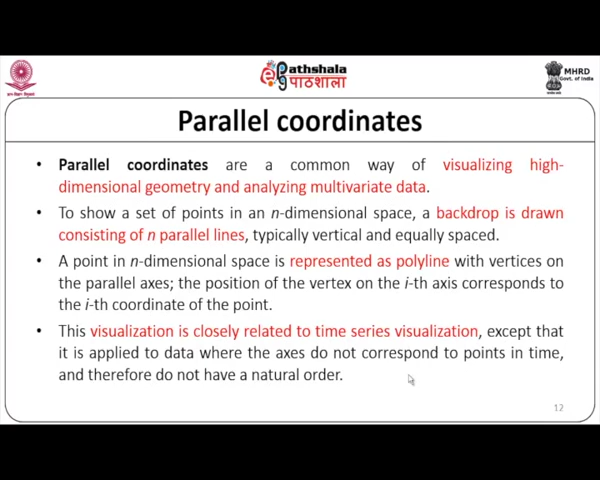 Pathshala
पाठशाला
MHRD
Govt. of India
Parallel coordinates
• Parallel coordinates are a common way of visualizing high-
dimensional geometry and analyzing multivariate data.
• To show a set of points in an n-dimensional space, a backdrop is drawn
consisting of n parallel lines, typically vertical and equally spaced.
• A point in n-dimensional space is represented as polyline with vertices on
the parallel axes; the position of the vertex on the i-th axis corresponds to
the i-th coordinate of the point.
• This visualization is closely related to time series visualization, except that
it is applied to data where the axes do not correspond to points in time,
and therefore do not have a natural order.
12